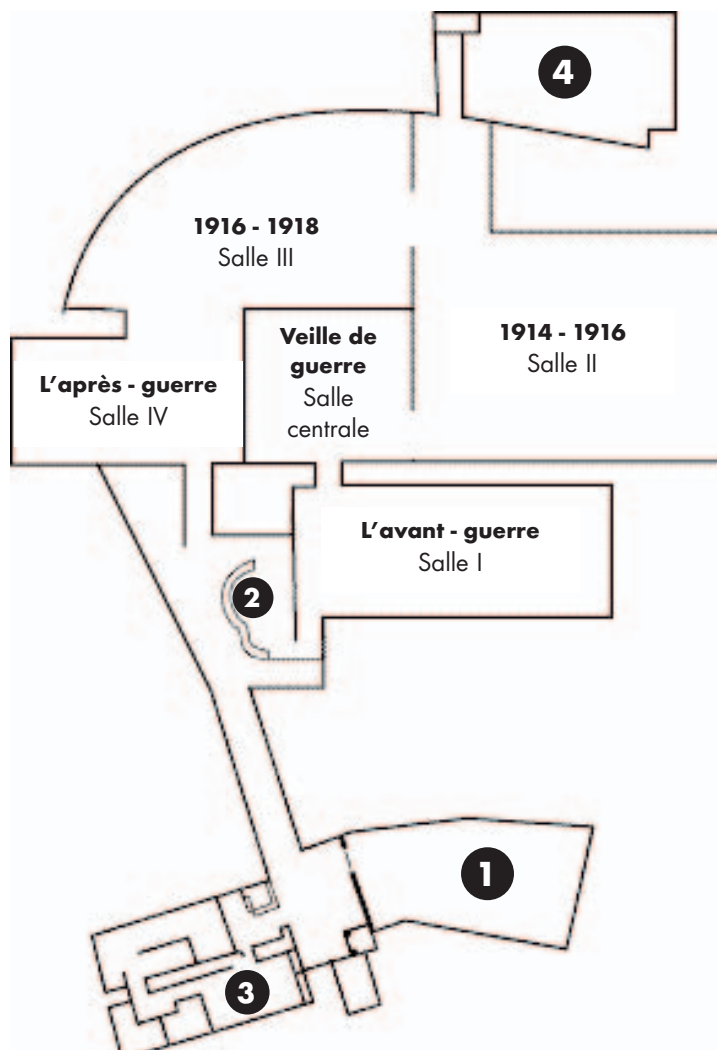 4
1916 - 1918
Salle III
Veille de
guerre
Salle
centrale
1914 - 1916
Salle II
L'après - guerre
Salle IV
L'avant - guerre
Salle I
2
1
3